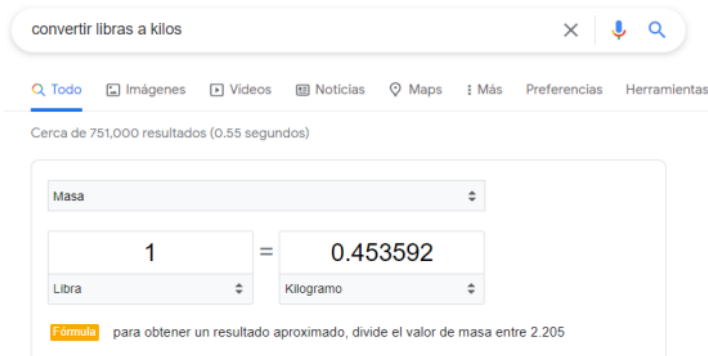 convertir libras a kilos
Todo Imágenes Videos Noticias Maps Más Preferencias Herramientas
Cerca de 751,000 resultados (0.55 segundos)
Masa
1 = 0.453592
Libra Kilogramo
Fórmula para obtener un resultado aproximado, divide el valor de masa entre 2.205